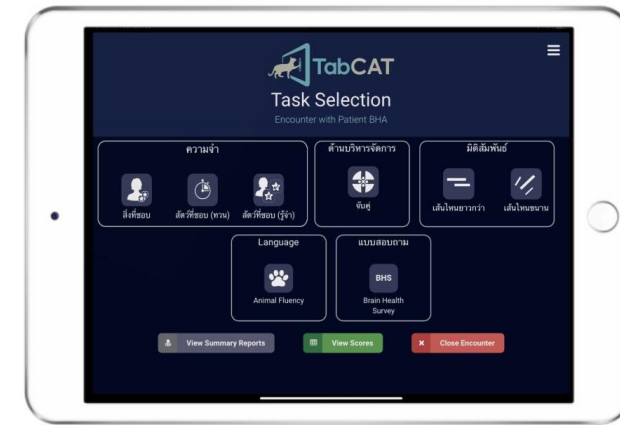 TabCAT
Task Selection
Encounter with Patient BHA
ความจำ
สิ่งที่ชอบ
สัตว์ที่ชอบ (ทวน)
สัตว์ที่ชอบ (รู้จำ)
ด้านบริหารจัดการ
จับคู่
มิติสัมพันธ์
เส้นไหนยาวกว่า
เส้นไหนขนาน
Language
Animal Fluency
แบบสอบถาม
BHS
Brain Health
Survey
View Summary Reports
View Scores
Close Encounter